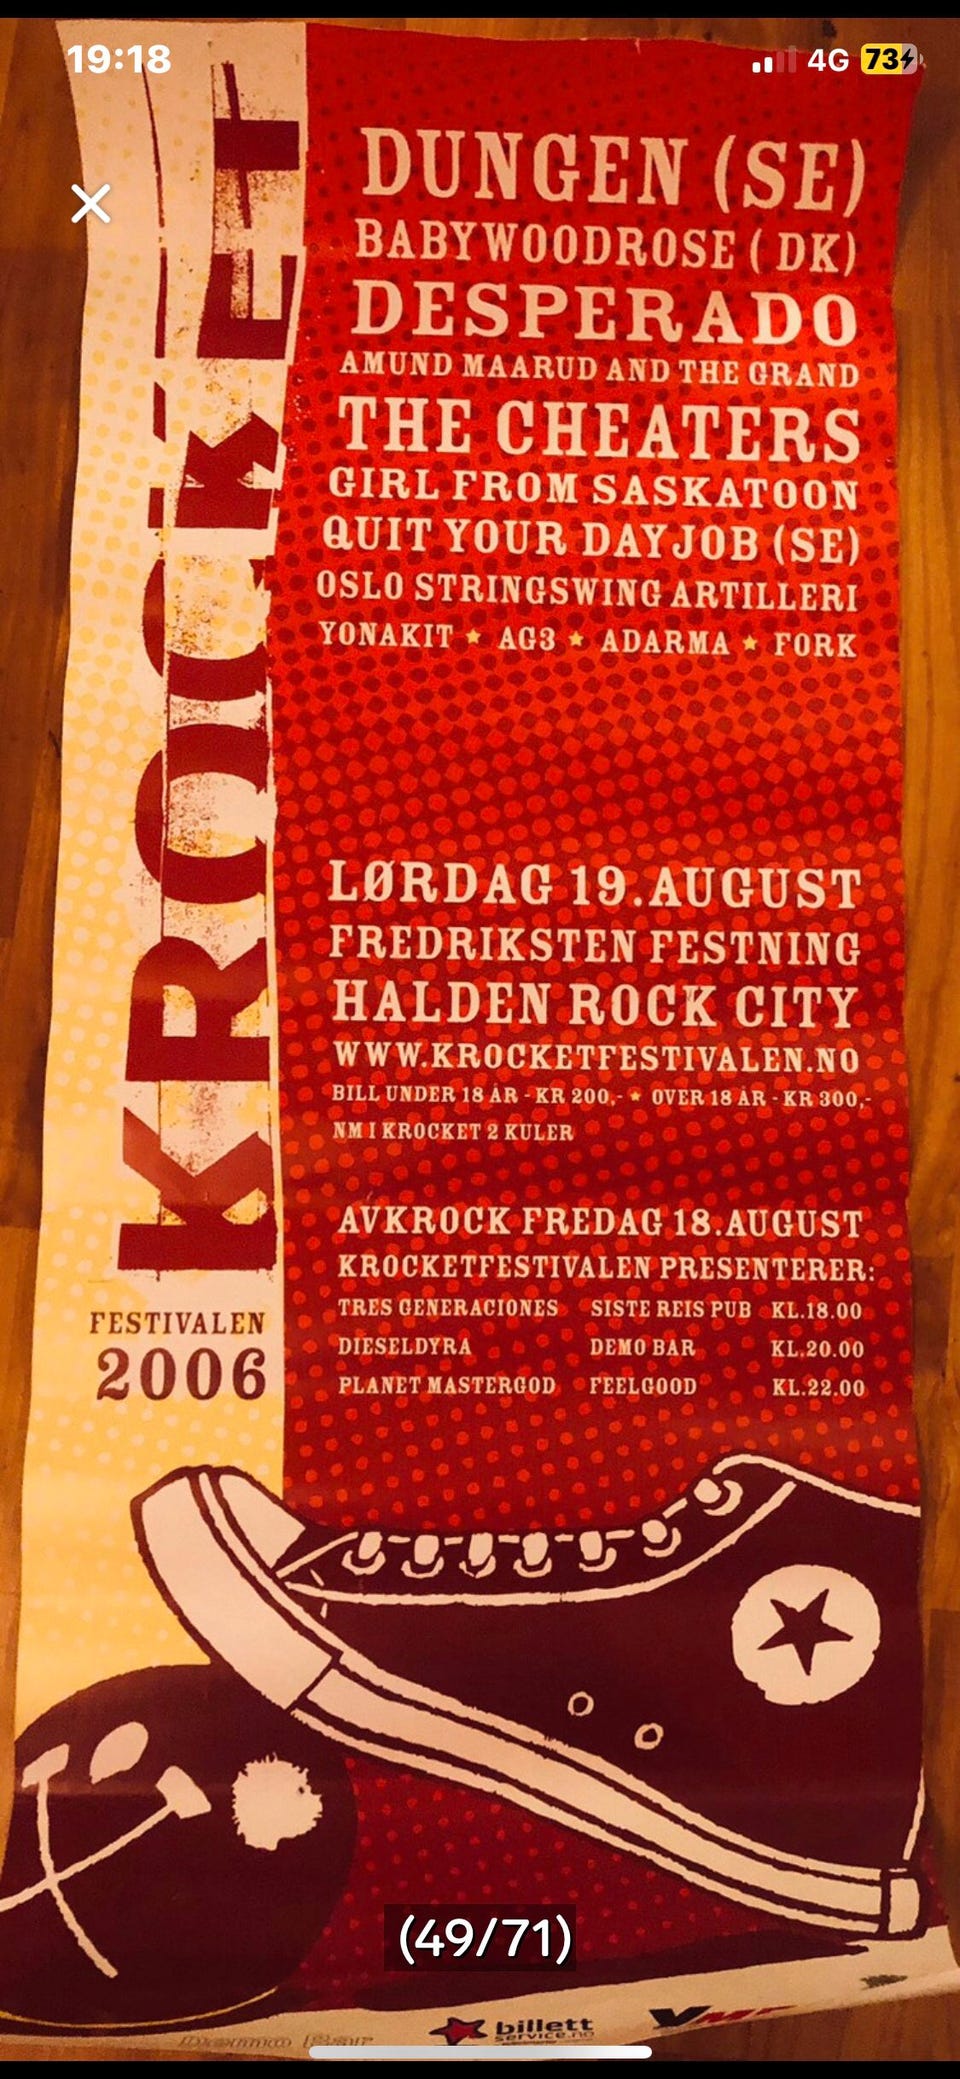 19:18
4G
73
KROCKET
FESTIVALEN
2006
DUNGEN (SE)
BABYWOODROSE ( DK)
DESPERADO
AMUND MAARUD AND THE GRAND
THE CHEATERS
GIRL FROM SASKATOON
QUIT YOUR DAYJOB (SE)
OSLO STRINGSWING ARTILLERI
YONAKIT ★ AG3 ★ ADARMA ★ FORK
LØRDAG 19.AUGUST
FREDRIKSTEN FESTNING
HALDEN ROCK CITY
WWW.KROCKETFESTIVALEN.NO
BILL UNDER 18 ÅR - KR 200,- ★ OVER 18 ÅR - KR 300,-
NM I KROCKET 2 KULER
AVKROCK FREDAG 18.AUGUST
KROCKETFESTIVALEN PRESENTERER:
TRES GENERACIONES SISTE REIS PUB KL.18.00
DIESELDYRA DEMO BAR KL.20.00
PLANET MASTERGOD FEELGOOD KL.22.00
(49/71)
Demo Bar
billett
service.no